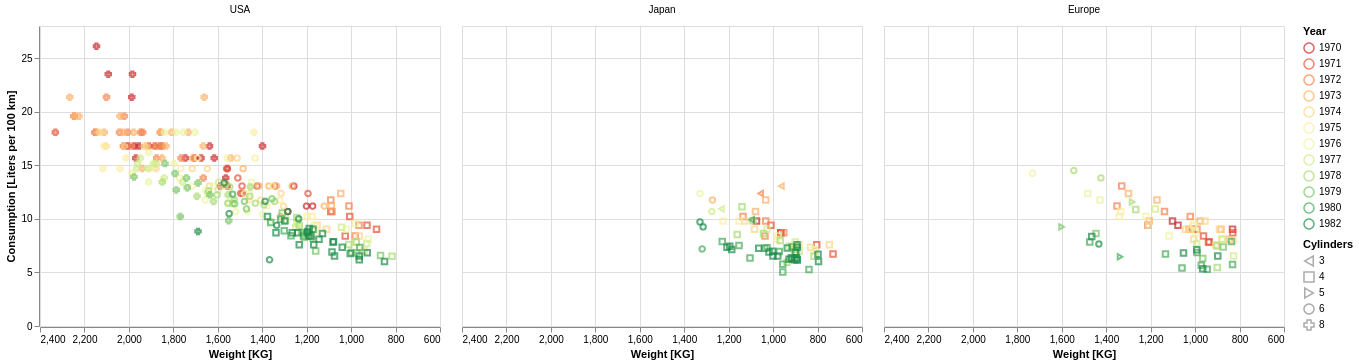 USA
Japan
Europe
Consumption [Liters per 100 km]
25
20
15
10
5
0
2,400 2,200 2,000 1,800 1,600 1,400 1,200 1,000 800 600
2,400 2,200 2,000 1,800 1,600 1,400 1,200 1,000 800 600
2,400 2,200 2,000 1,800 1,600 1,400 1,200 1,000 800 600
Weight [KG]
Weight [KG]
Weight [KG]
Year
1970
1971
1972
1973
1974
1975
1976
1977
1978
1979
1980
1982
Cylinders
3
4
5
6
8